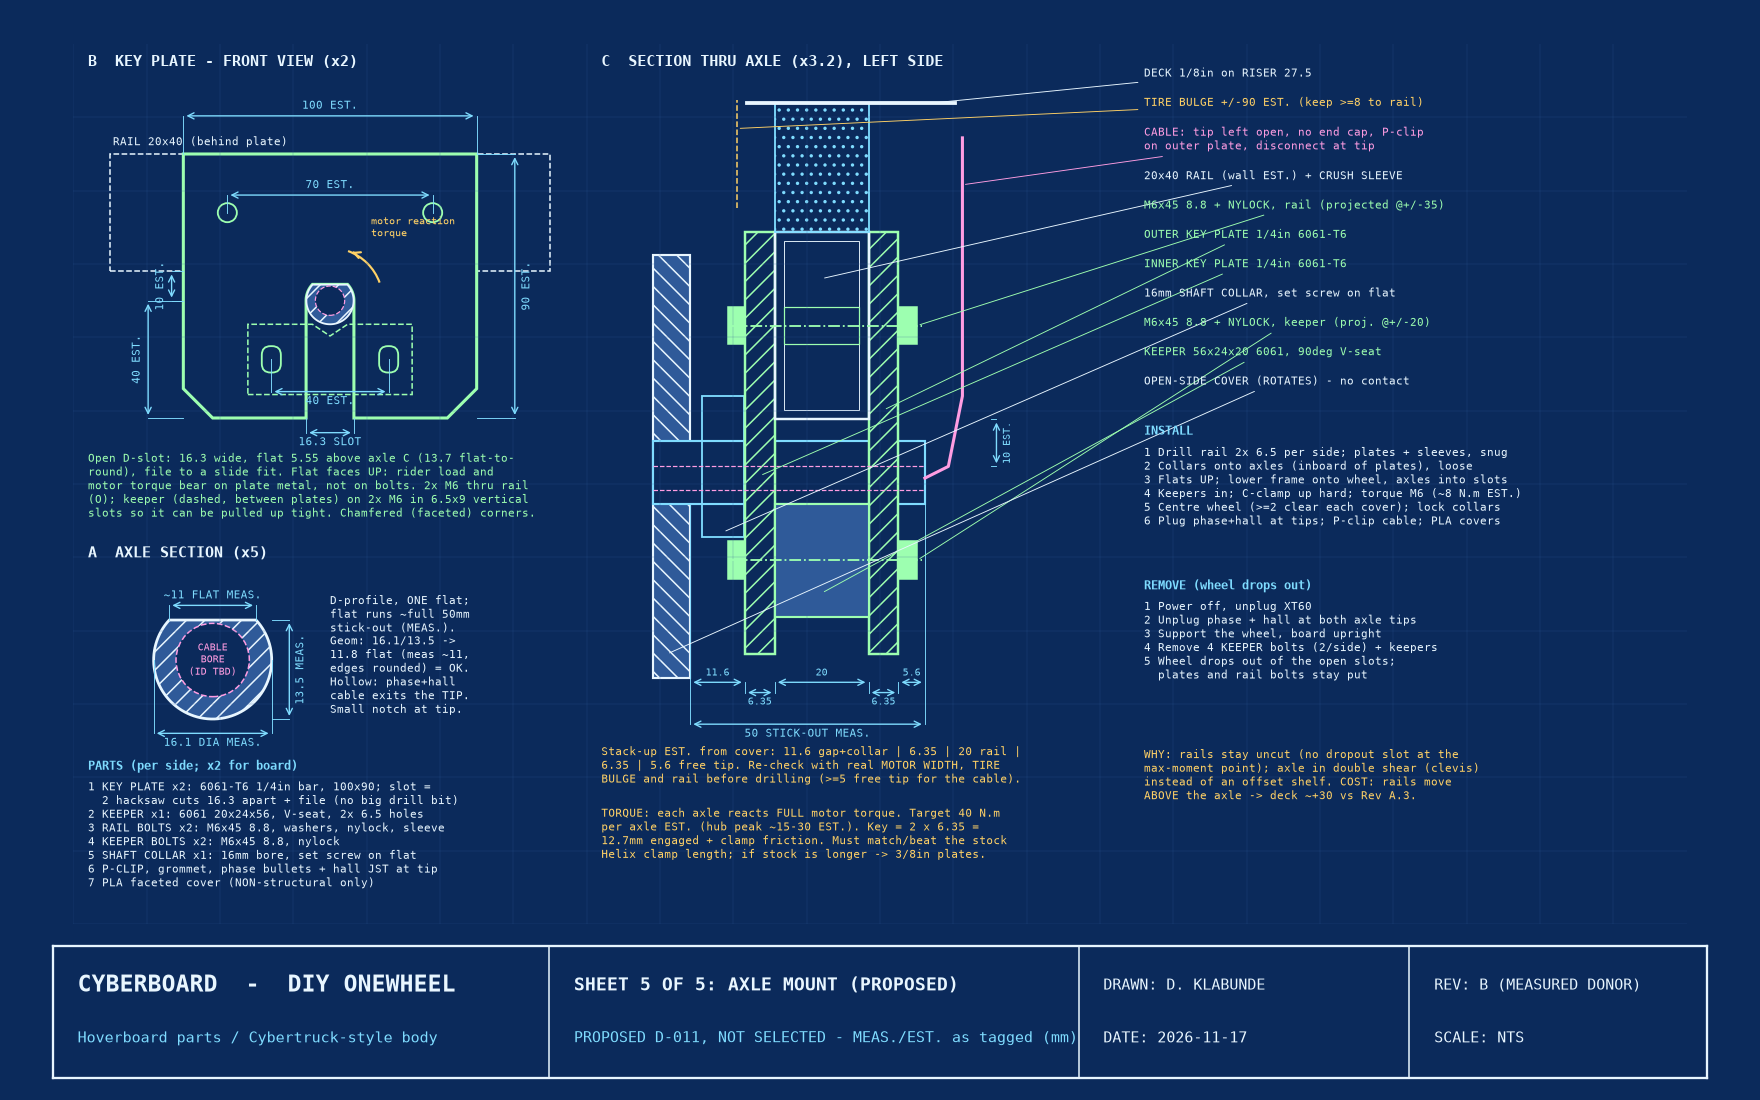 B  KEY PLATE - FRONT VIEW (x2)
100 EST.
RAIL 20x40 (behind plate)
70 EST.
motor reaction
torque
10 EST.
90 EST.
40 EST.
40 EST.
16.3 SLOT
Open D-slot: 16.3 wide, flat 5.55 above axle C (13.7 flat-to-
round), file to a slide fit. Flat faces UP: rider load and
motor torque bear on plate metal, not on bolts. 2x M6 thru rail
(O); keeper (dashed, between plates) on 2x M6 in 6.5x9 vertical
slots so it can be pulled up tight. Chamfered (faceted) corners.
A  AXLE SECTION (x5)
~11 FLAT MEAS.
CABLE
BORE
(ID TBD)
13.5 MEAS.
16.1 DIA MEAS.
D-profile, ONE flat;
flat runs ~full 50mm
stick-out (MEAS.).
Geom: 16.1/13.5 ->
11.8 flat (meas ~11,
edges rounded) = OK.
Hollow: phase+hall
cable exits the TIP.
Small notch at tip.
PARTS (per side; x2 for board)
1 KEY PLATE x2: 6061-T6 1/4in bar, 100x90; slot =
  2 hacksaw cuts 16.3 apart + file (no big drill bit)
2 KEEPER x1: 6061 20x24x56, V-seat, 2x 6.5 holes
3 RAIL BOLTS x2: M6x45 8.8, washers, nylock, sleeve
4 KEEPER BOLTS x2: M6x45 8.8, nylock
5 SHAFT COLLAR x1: 16mm bore, set screw on flat
6 P-CLIP, grommet, phase bullets + hall JST at tip
7 PLA faceted cover (NON-structural only)
C  SECTION THRU AXLE (x3.2), LEFT SIDE
10 EST.
11.6
20
5.6
6.35
6.35
50 STICK-OUT MEAS.
Stack-up EST. from cover: 11.6 gap+collar | 6.35 | 20 rail |
6.35 | 5.6 free tip. Re-check with real MOTOR WIDTH, TIRE
BULGE and rail before drilling (>=5 free tip for the cable).
TORQUE: each axle reacts FULL motor torque. Target 40 N.m
per axle EST. (hub peak ~15-30 EST.). Key = 2 x 6.35 =
12.7mm engaged + clamp friction. Must match/beat the stock
Helix clamp length; if stock is longer -> 3/8in plates.
DECK 1/8in on RISER 27.5
TIRE BULGE +/-90 EST. (keep >=8 to rail)
CABLE: tip left open, no end cap, P-clip
on outer plate, disconnect at tip
20x40 RAIL (wall EST.) + CRUSH SLEEVE
M6x45 8.8 + NYLOCK, rail (projected @+/-35)
OUTER KEY PLATE 1/4in 6061-T6
INNER KEY PLATE 1/4in 6061-T6
16mm SHAFT COLLAR, set screw on flat
M6x45 8.8 + NYLOCK, keeper (proj. @+/-20)
KEEPER 56x24x20 6061, 90deg V-seat
OPEN-SIDE COVER (ROTATES) - no contact
INSTALL
1 Drill rail 2x 6.5 per side; plates + sleeves, snug
2 Collars onto axles (inboard of plates), loose
3 Flats UP; lower frame onto wheel, axles into slots
4 Keepers in; C-clamp up hard; torque M6 (~8 N.m EST.)
5 Centre wheel (>=2 clear each cover); lock collars
6 Plug phase+hall at tips; P-clip cable; PLA covers
REMOVE (wheel drops out)
1 Power off, unplug XT60
2 Unplug phase + hall at both axle tips
3 Support the wheel, board upright
4 Remove 4 KEEPER bolts (2/side) + keepers
5 Wheel drops out of the open slots;
  plates and rail bolts stay put
WHY: rails stay uncut (no dropout slot at the
max-moment point); axle in double shear (clevis)
instead of rail offset shelf. COST: rails move
ABOVE the axle -> deck ~+30 vs Rev A.3.
CYBERBOARD  -  DIY ONEWHEEL
Hoverboard parts / Cybertruck-style body
SHEET 5 OF 5: AXLE MOUNT (PROPOSED)
PROPOSED D-011, NOT SELECTED - MEAS./EST. as tagged (mm)
DRAWN: D. KLABUNDE
DATE: 2026-11-17
REV: B (MEASURED DONOR)
SCALE: NTS